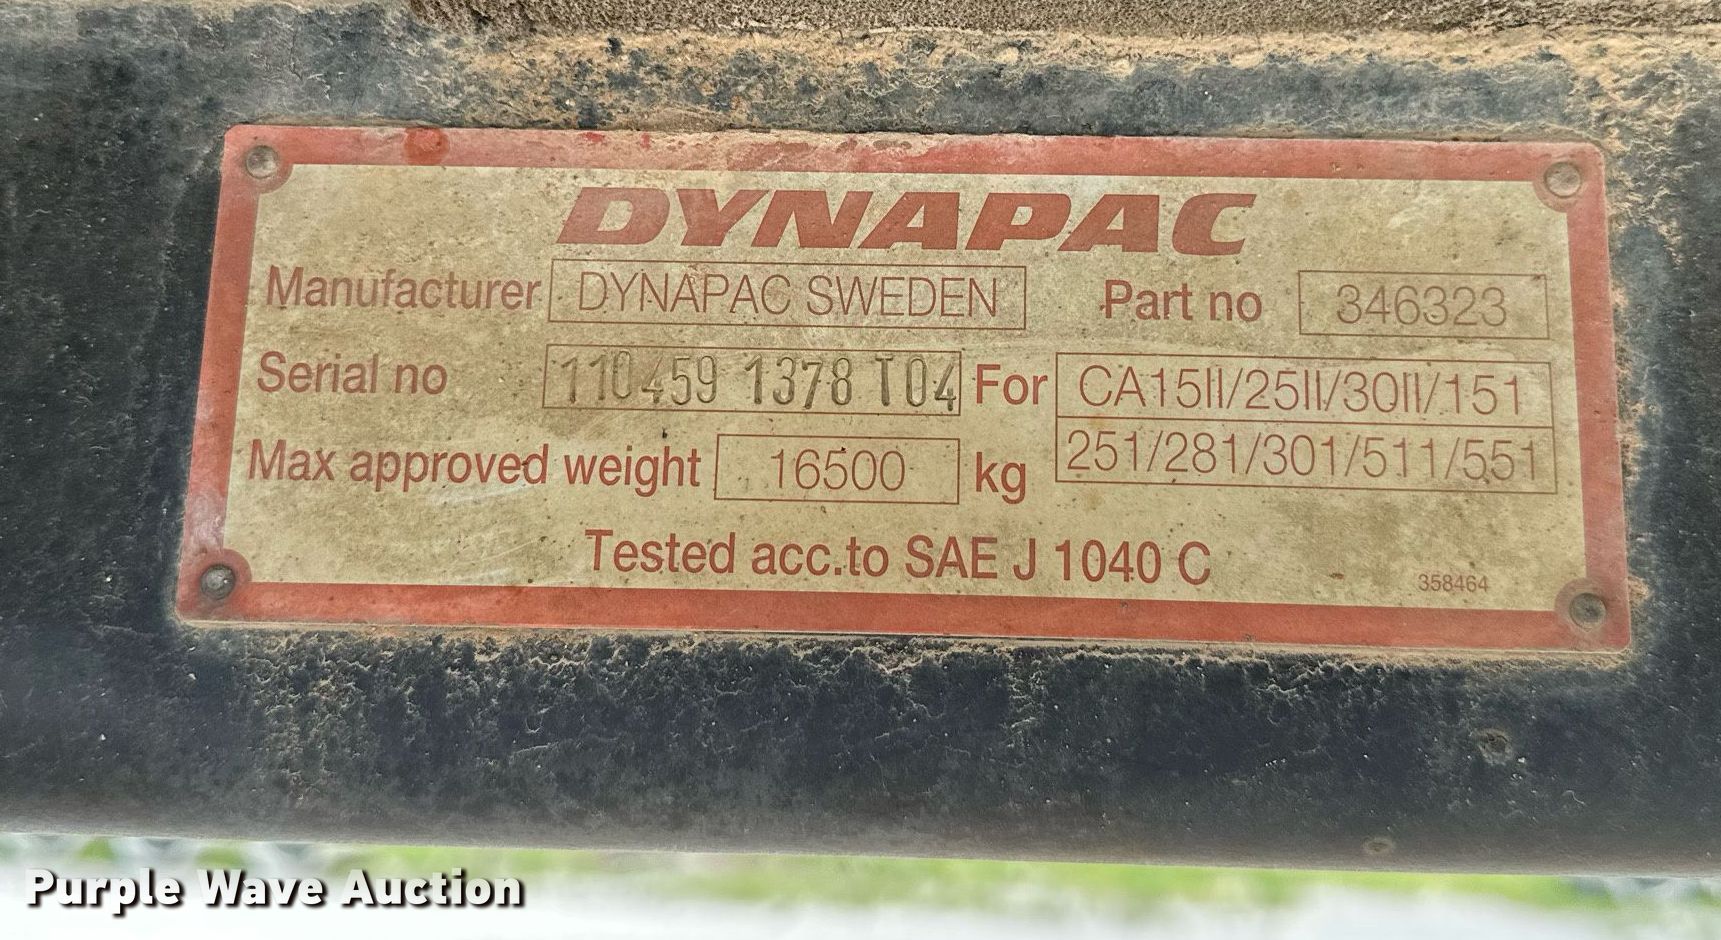 DYNAPAC
Manufacturer DYNAPAC SWEDEN Part no 346323
Serial no 110459 1378 T04 For CA15II/25II/30II/151
Max approved weight 16500 kg 251/281/301/511/551
Tested acc.to SAE J 1040 C
358464
Purple Wave Auction